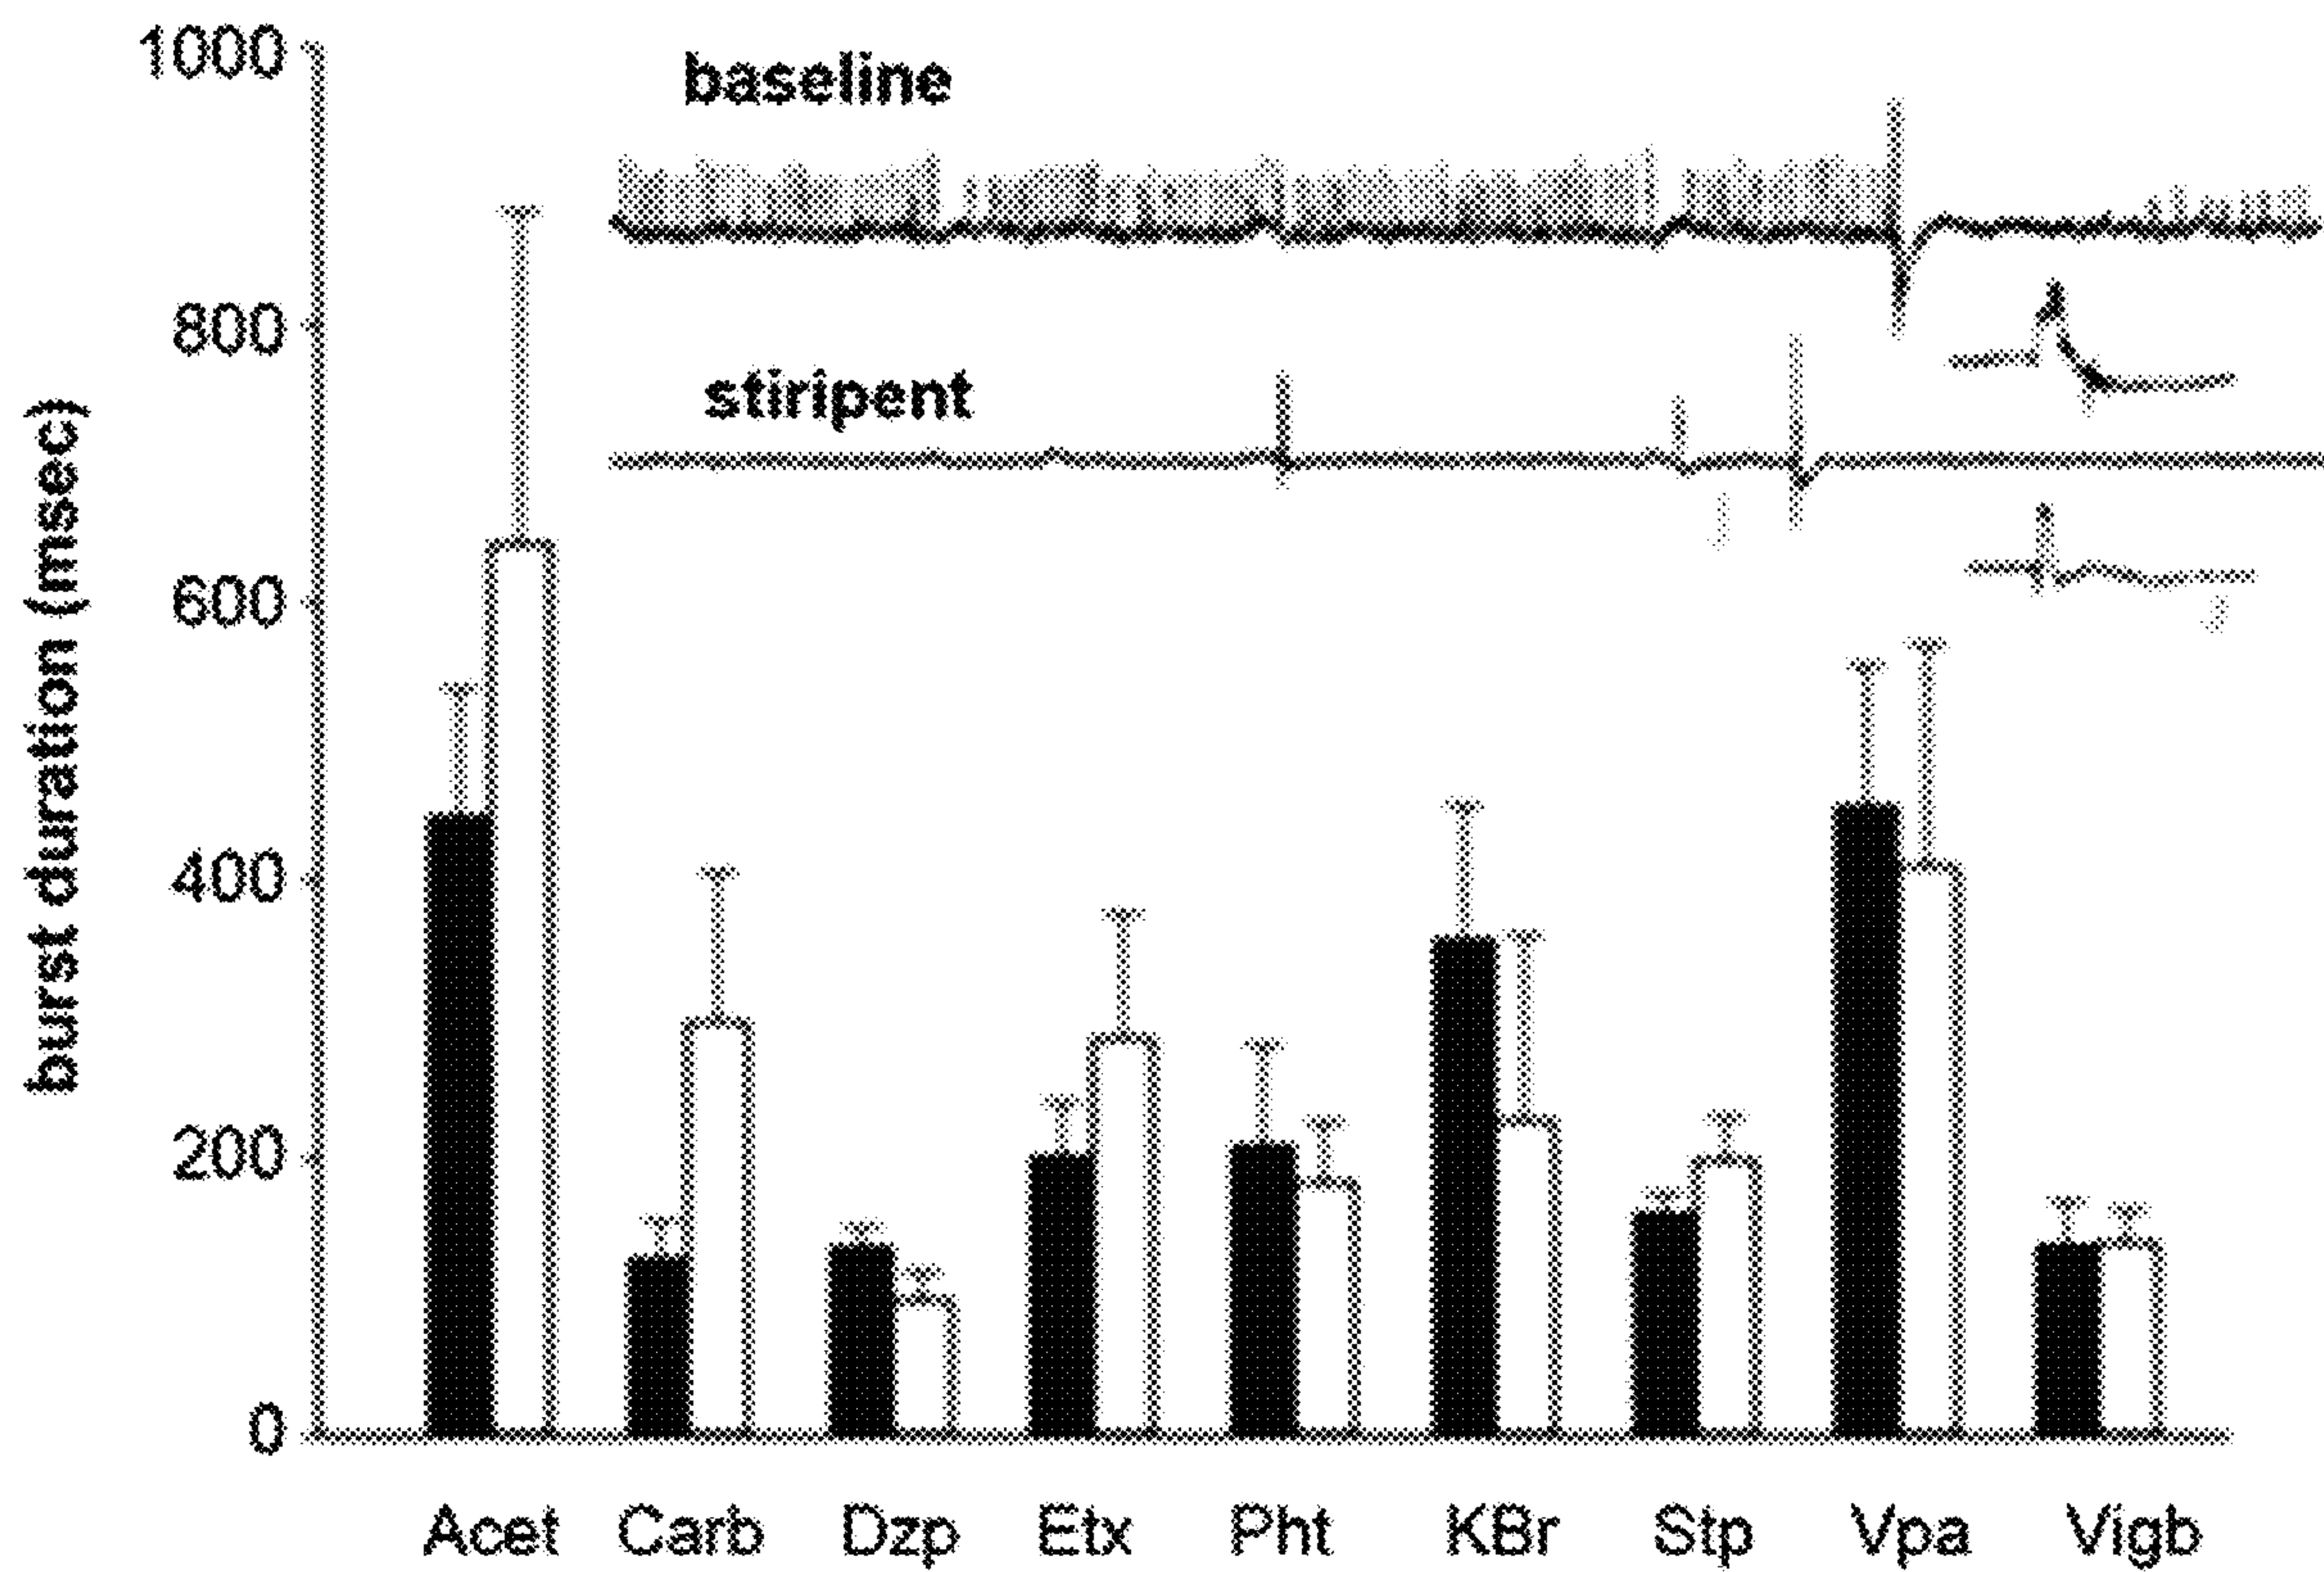 1000
baseline
800
stiripent
600
400
200
0
burst duration (msec)
Acet Carb Dzp Etx Pht KBr Stp Vpa Vigb